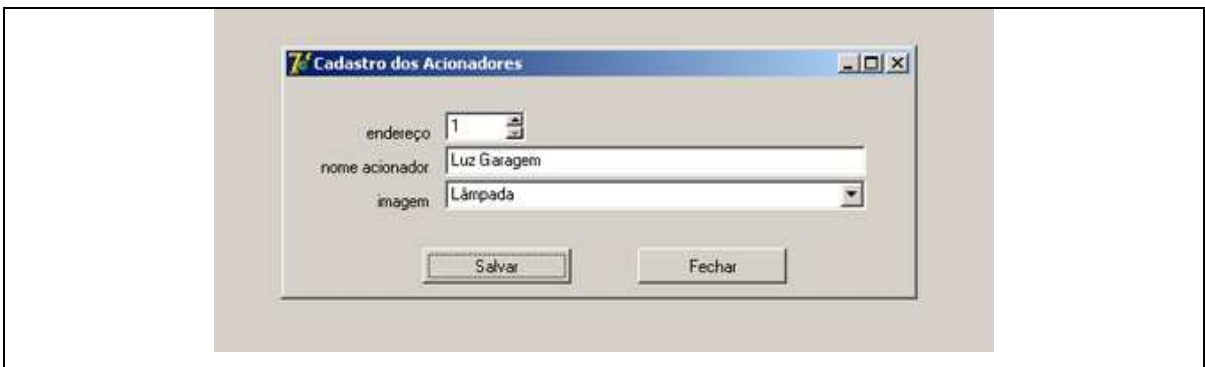 Cadastro dos Acionadores
endereço 1
nome acionador Luz Garagem
imagem Lâmpada
Salvar Fechar